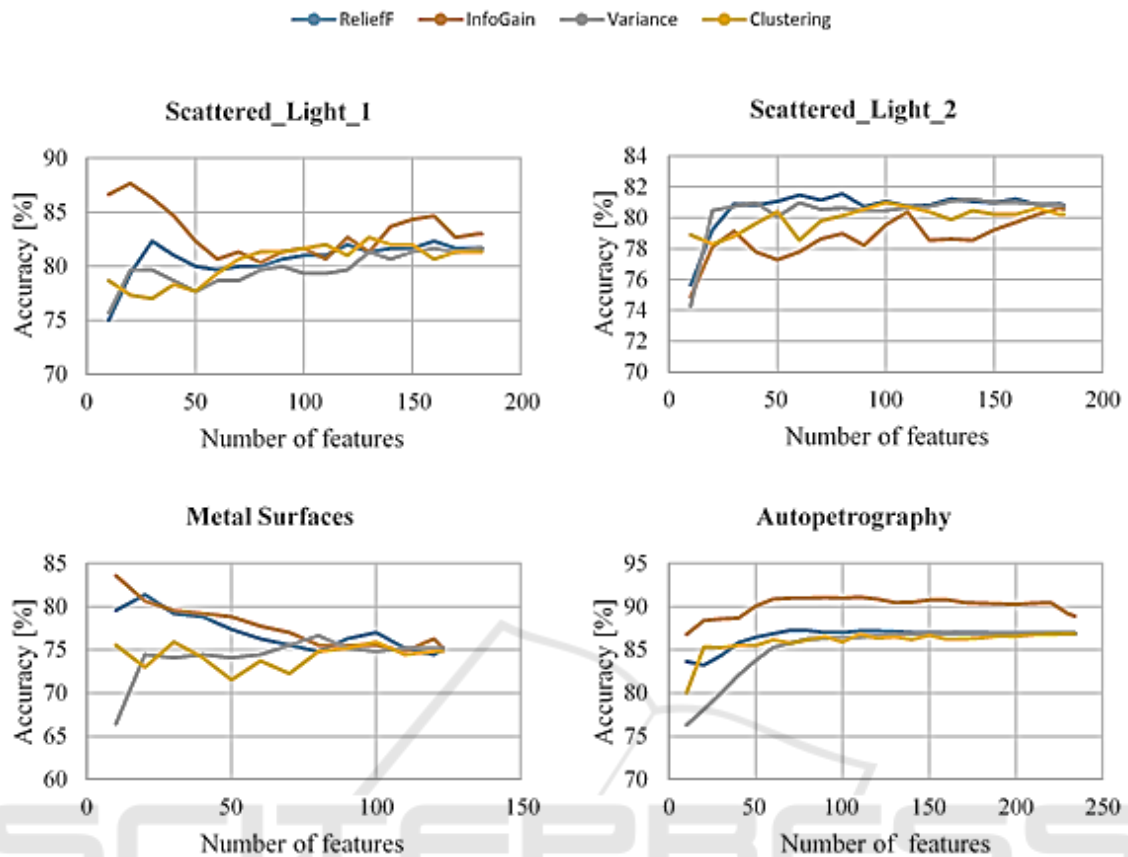 ReliefF InfoGain Variance Clustering
Scattered_Light_1
Accuracy [%]
90
85
80
75
70
0 50 100 150 200
Number of features
Scattered_Light_2
Accuracy [%]
84
82
80
78
76
74
72
70
0 50 100 150 200
Number of features
Metal Surfaces
Accuracy [%]
85
80
75
70
65
60
0 50 100 150
Number of features
Autopetrography
Accuracy [%]
95
90
85
80
75
70
0 50 100 150 200 250
Number of features
SCITEPRESS